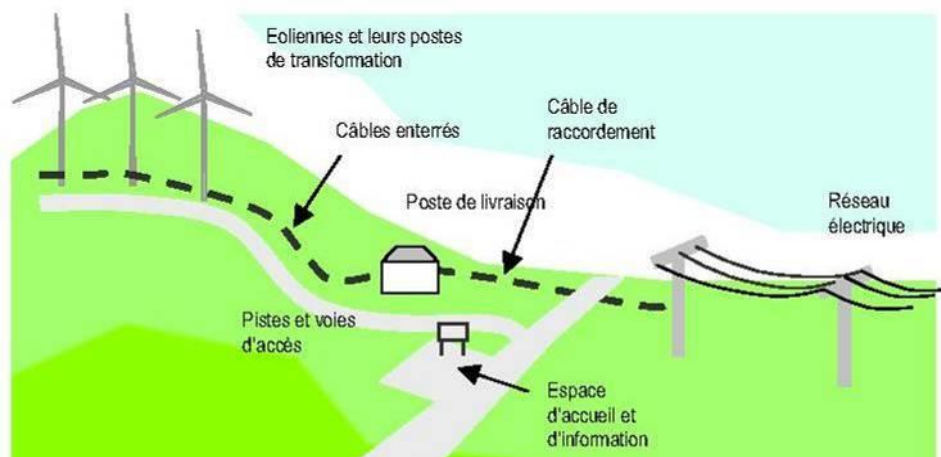 Eoliennes et leurs postes
de transformation
Câbles enterrés
Câble de
raccordement
Poste de livraison
Réseau
électrique
Pistes et voies
d'accès
Espace
d'accueil et
d'information